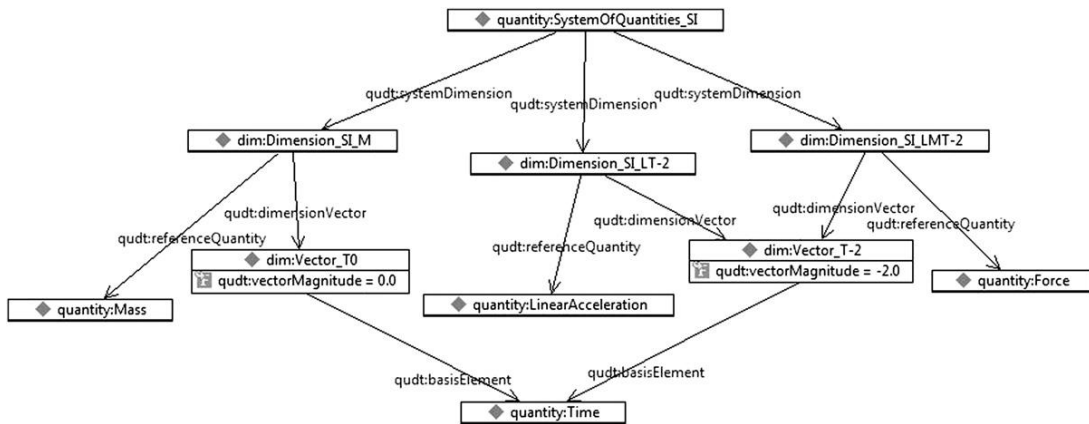 quantity:SystemOfQuantities_SI
qudt:systemDimension
qudt:systemDimension
qudt:systemDimension
dim:Dimension_SI_M
dim:Dimension_SI_LT-2
dim:Dimension_SI_LMT-2
qudt:dimensionVector
qudt:dimensionVector
qudt:dimensionVector
qudt:referenceQuantity
qudt:referenceQuantity
qudt:referenceQuantity
dim:Vector_T0
qudt:vectorMagnitude = 0.0
dim:Vector_T-2
qudt:vectorMagnitude = -2.0
quantity:Mass
quantity:LinearAcceleration
quantity:Force
qudt:basisElement
qudt:basisElement
quantity:Time